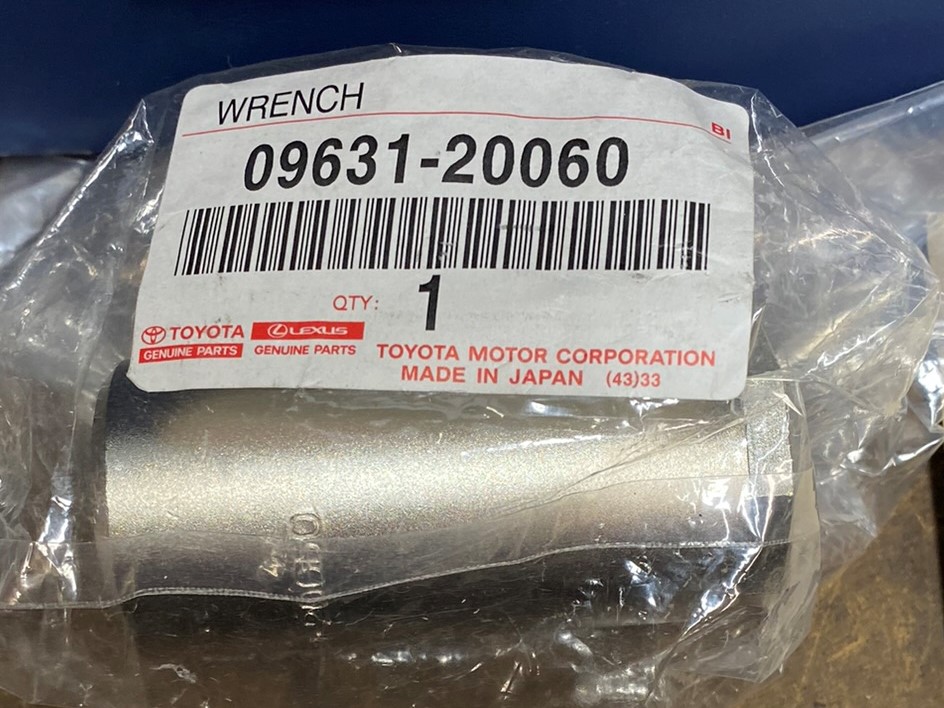 WRENCH
BI
09631-20060
QTY: 1
TOYOTA LEXUS
GENUINE PARTS GENUINE PARTS
TOYOTA MOTOR CORPORATION
MADE IN JAPAN (43)33